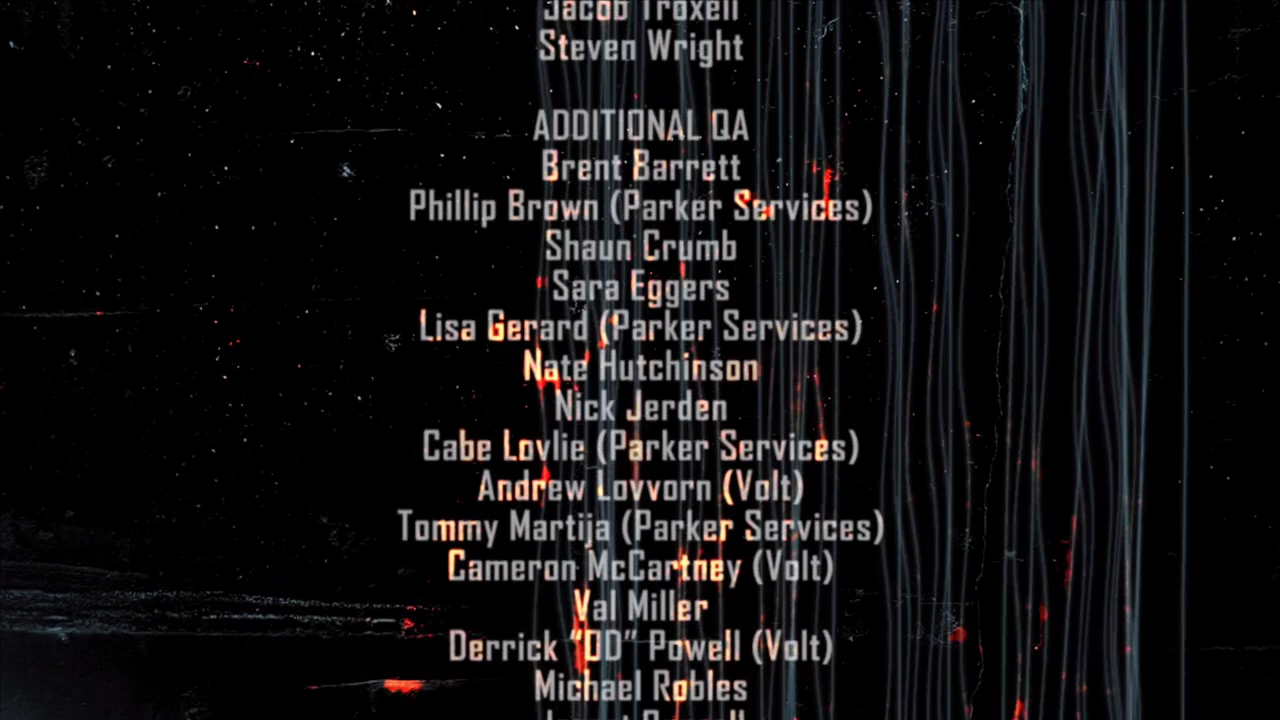 Jacob Troxell
Steven Wright
ADDITIONAL QA
Brent Barrett
Phillip Brown (Parker Services)
Shaun Crumb
Sara Eggers
Lisa Gerard (Parker Services)
Nate Hutchinson
Nick Jerden
Cabe Lovlie (Parker Services)
Andrew Lovvorn (Volt)
Tommy Martija (Parker Services)
Cameron McCartney (Volt)
Val Miller
Derrick “DD” Powell (Volt)
Michael Robles